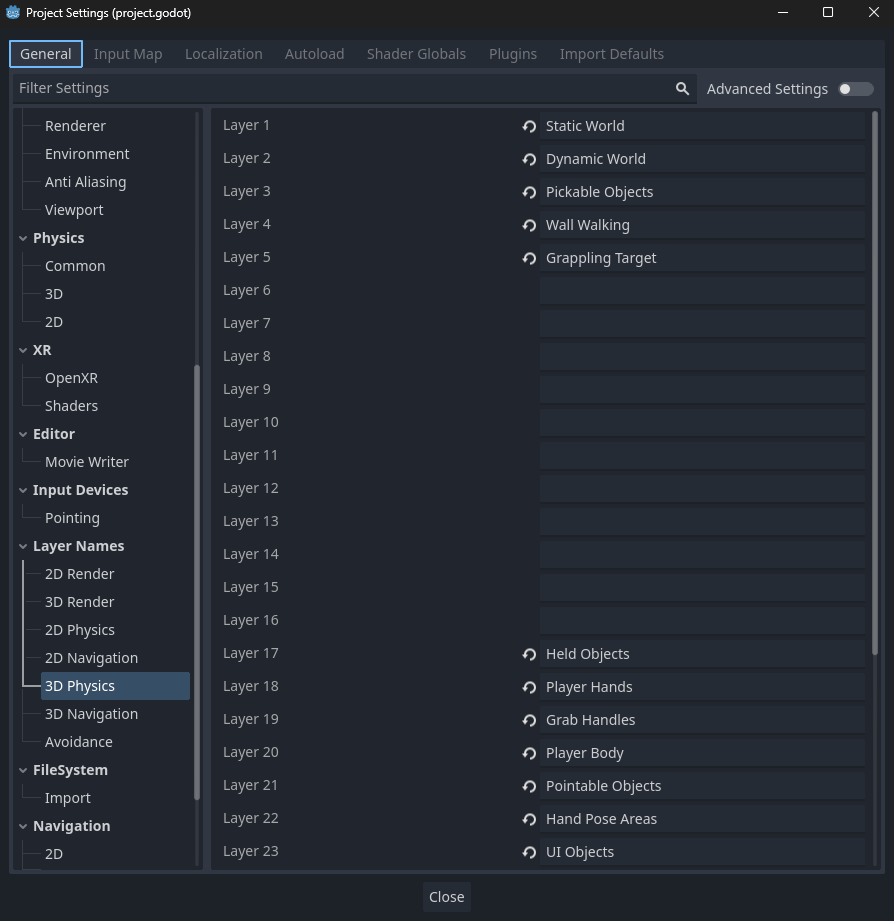 Project Settings (project.godot)
General Input Map Localization Autoload Shader Globals Plugins Import Defaults
Filter Settings Advanced Settings
Renderer
Environment
Anti Aliasing
Viewport
Physics
Common
3D
2D
XR
OpenXR
Shaders
Editor
Movie Writer
Input Devices
Pointing
Layer Names
2D Render
3D Render
2D Physics
2D Navigation
3D Physics
3D Navigation
Avoidance
FileSystem
Import
Navigation
2D
Layer 1 Static World
Layer 2 Dynamic World
Layer 3 Pickable Objects
Layer 4 Wall Walking
Layer 5 Grappling Target
Layer 6
Layer 7
Layer 8
Layer 9
Layer 10
Layer 11
Layer 12
Layer 13
Layer 14
Layer 15
Layer 16
Layer 17 Held Objects
Layer 18 Player Hands
Layer 19 Grab Handles
Layer 20 Player Body
Layer 21 Pointable Objects
Layer 22 Hand Pose Areas
Layer 23 UI Objects
Close